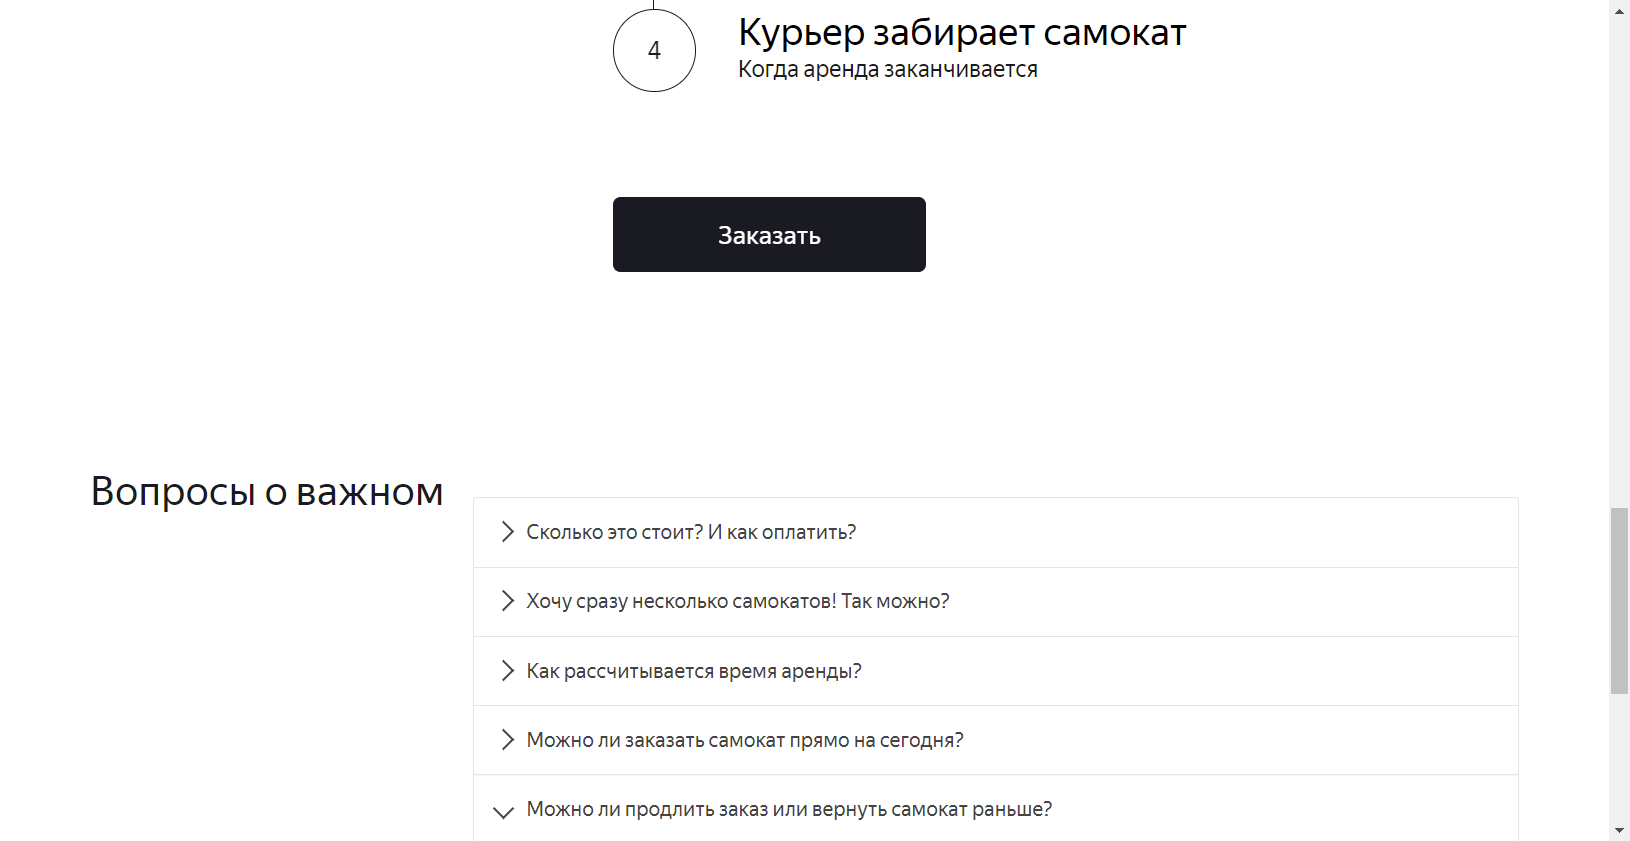 4
Курьер забирает самокат
Когда аренда заканчивается
Заказать
Вопросы о важном
Сколько это стоит? И как оплатить?
Хочу сразу несколько самокатов! Так можно?
Как рассчитывается время аренды?
Можно ли заказать самокат прямо на сегодня?
Можно ли продлить заказ или вернуть самокат раньше?